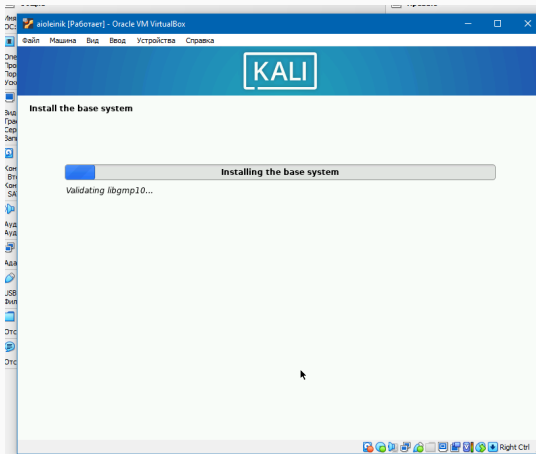 aioleinik [Работает] - Oracle VM VirtualBox
Файл Машина Вид Ввод Устройства Справка
KALI
Install the base system
Installing the base system
Validating libgmp10...
Right Ctrl
USB